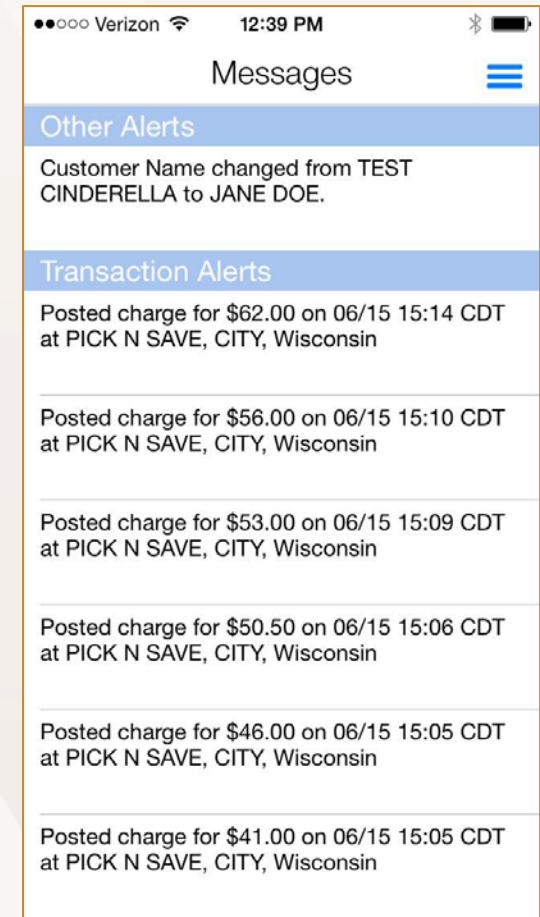 Verizon 12:39 PM
Messages
Other Alerts
Customer Name changed from TEST
CINDERELLA to JANE DOE.
Transaction Alerts
Posted charge for $62.00 on 06/15 15:14 CDT
at PICK N SAVE, CITY, Wisconsin
Posted charge for $56.00 on 06/15 15:10 CDT
at PICK N SAVE, CITY, Wisconsin
Posted charge for $53.00 on 06/15 15:09 CDT
at PICK N SAVE, CITY, Wisconsin
Posted charge for $50.50 on 06/15 15:06 CDT
at PICK N SAVE, CITY, Wisconsin
Posted charge for $46.00 on 06/15 15:05 CDT
at PICK N SAVE, CITY, Wisconsin
Posted charge for $41.00 on 06/15 15:05 CDT
at PICK N SAVE, CITY, Wisconsin